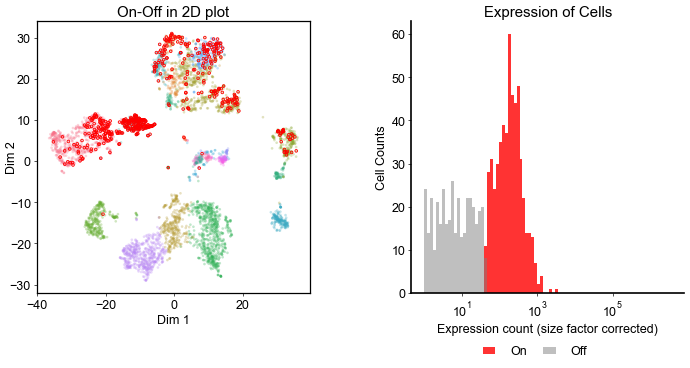 On-Off in 2D plot
30
20
10
0
−10
−20
−30
Dim 2
−40
−20
0
20
Dim 1
Expression of Cells
60
50
40
30
20
10
0
Cell Counts
10^1
10^3
10^5
Expression count (size factor corrected)
On
Off